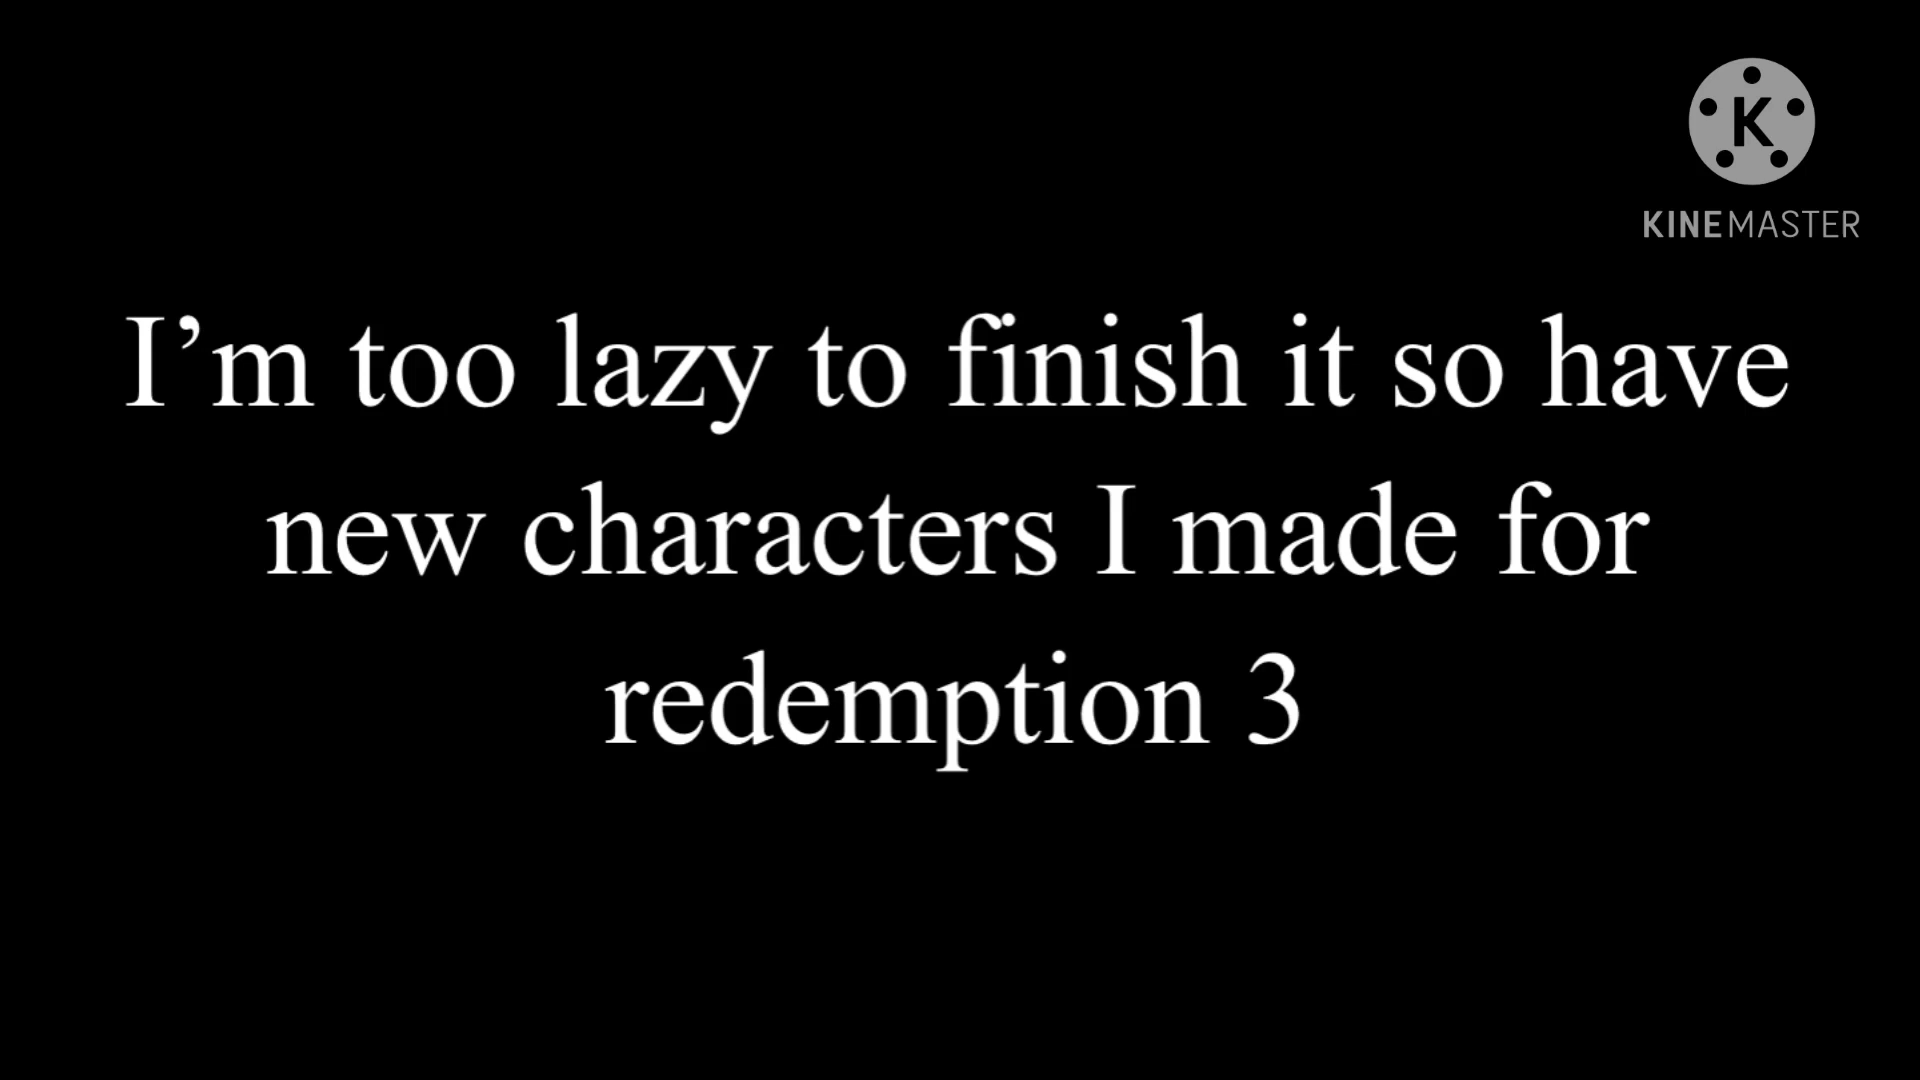 K
KINEMASTER
I’m too lazy to finish it so have
new characters I made for
redemption 3